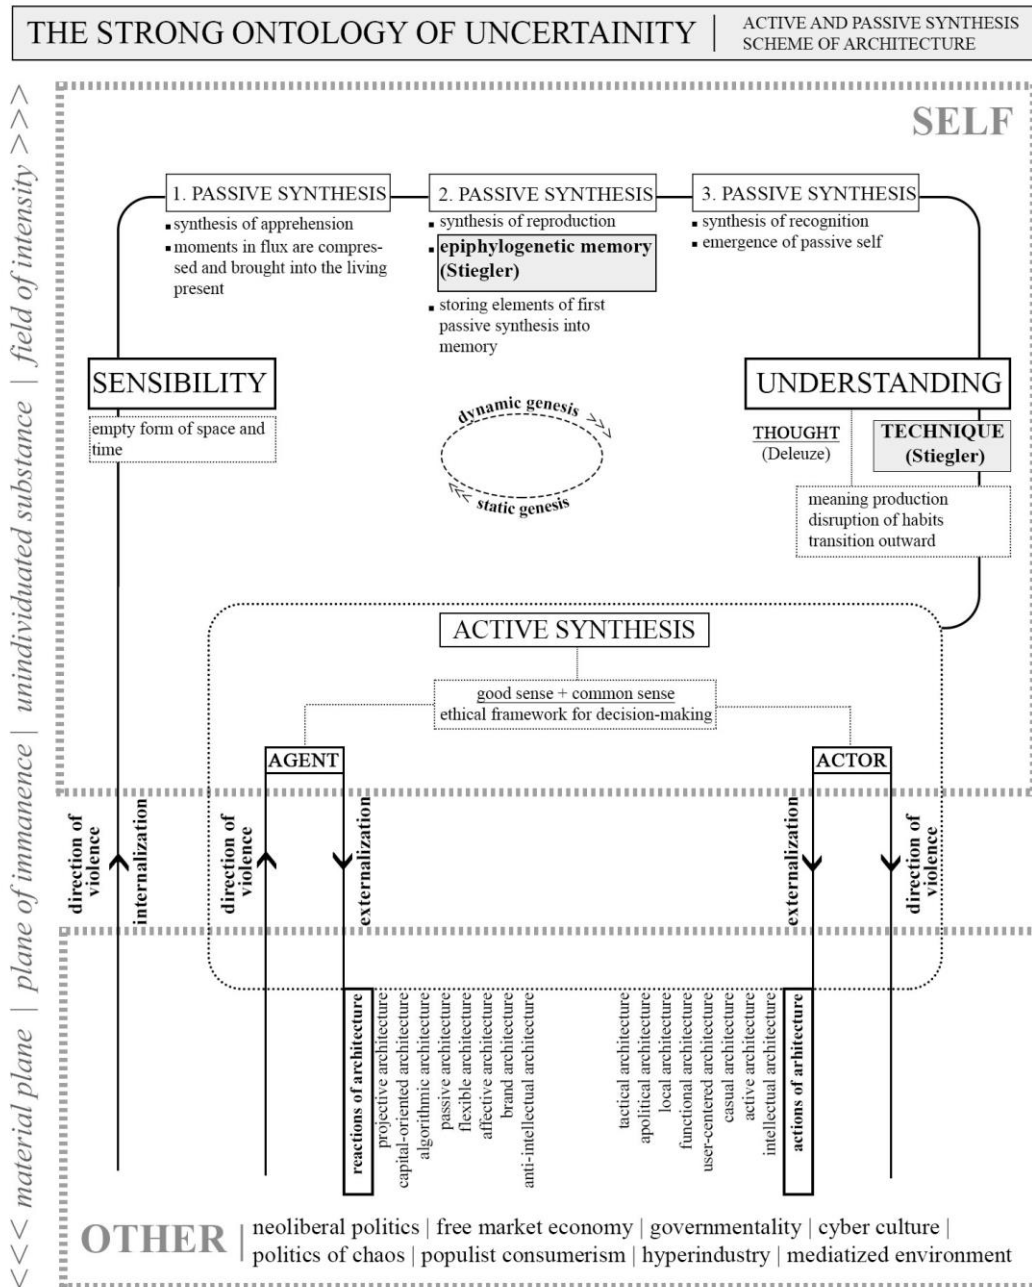 THE STRONG ONTOLOGY OF UNCERTAINITY
ACTIVE AND PASSIVE SYNTHESIS
SCHEME OF ARCHITECTURE
<<< material plane | plane of immanence | unindividuated substance | field of intensity >>>
SELF
1. PASSIVE SYNTHESIS
▪ synthesis of apprehension
▪ moments in flux are compres-
sed and brought into the living
present
2. PASSIVE SYNTHESIS
▪ synthesis of reproduction
▪ epiphylogenetic memory
(Stiegler)
▪ storing elements of first
passive synthesis into
memory
3. PASSIVE SYNTHESIS
▪ synthesis of recognition
▪ emergence of passive self
SENSIBILITY
empty form of space and
time
dynamic genesis >>>
<<< static genesis
UNDERSTANDING
THOUGHT
(Deleuze)
TECHNIQUE
(Stiegler)
meaning production
disruption of habits
transition outward
ACTIVE SYNTHESIS
good sense + common sense
ethical framework for decision-making
AGENT
ACTOR
direction of
violence
internalization
direction of
violence
externalization
externalization
direction of
violence
reactions of architecture
projective architecture
capital-oriented architecture
algorithmic architecture
passive architecture
flexible architecture
affective architecture
brand architecture
anti-intellectual architecture
tactical architecture
apolitical architecture
local architecture
functional architecture
user-centered architecture
casual architecture
active architecture
intellectual architecture
actions of arhitecture
OTHER
neoliberal politics | free market economy | governmentality | cyber culture |
politics of chaos | populist consumerism | hyperindustry | mediatized environment